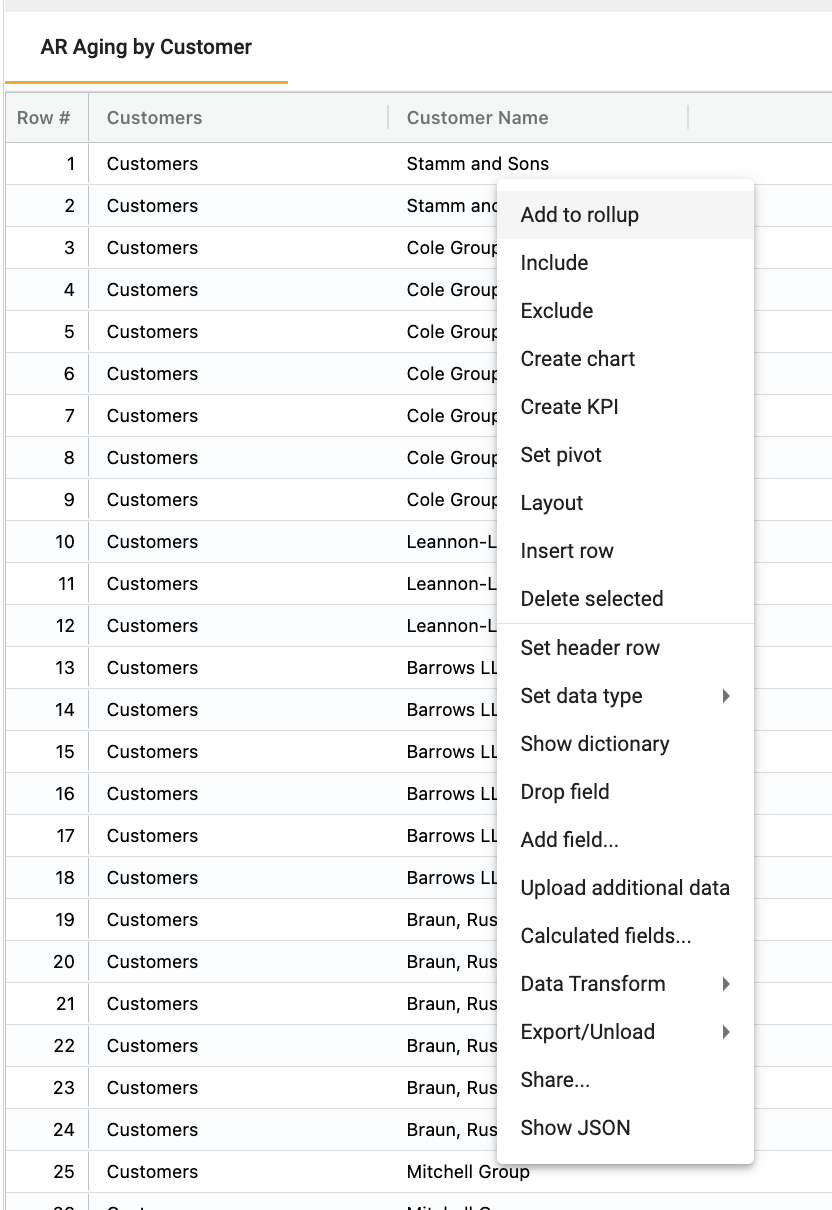 AR Aging by Customer
Row # Customers Customer Name
1 Customers Stamm and Sons
2 Customers Stamm and
3 Customers Cole Group
4 Customers Cole Group
5 Customers Cole Group
6 Customers Cole Group
7 Customers Cole Group
8 Customers Cole Group
9 Customers Cole Group
10 Customers Leannon-L
11 Customers Leannon-L
12 Customers Leannon-L
13 Customers Barrows LL
14 Customers Barrows LL
15 Customers Barrows LL
16 Customers Barrows LL
17 Customers Barrows LL
18 Customers Barrows LL
19 Customers Braun, Rus
20 Customers Braun, Rus
21 Customers Braun, Rus
22 Customers Braun, Rus
23 Customers Braun, Rus
24 Customers Braun, Rus
25 Customers Mitchell Group
Add to rollup
Include
Exclude
Create chart
Create KPI
Set pivot
Layout
Insert row
Delete selected
Set header row
Set data type
Show dictionary
Drop field
Add field...
Upload additional data
Calculated fields...
Data Transform
Export/Unload
Share...
Show JSON